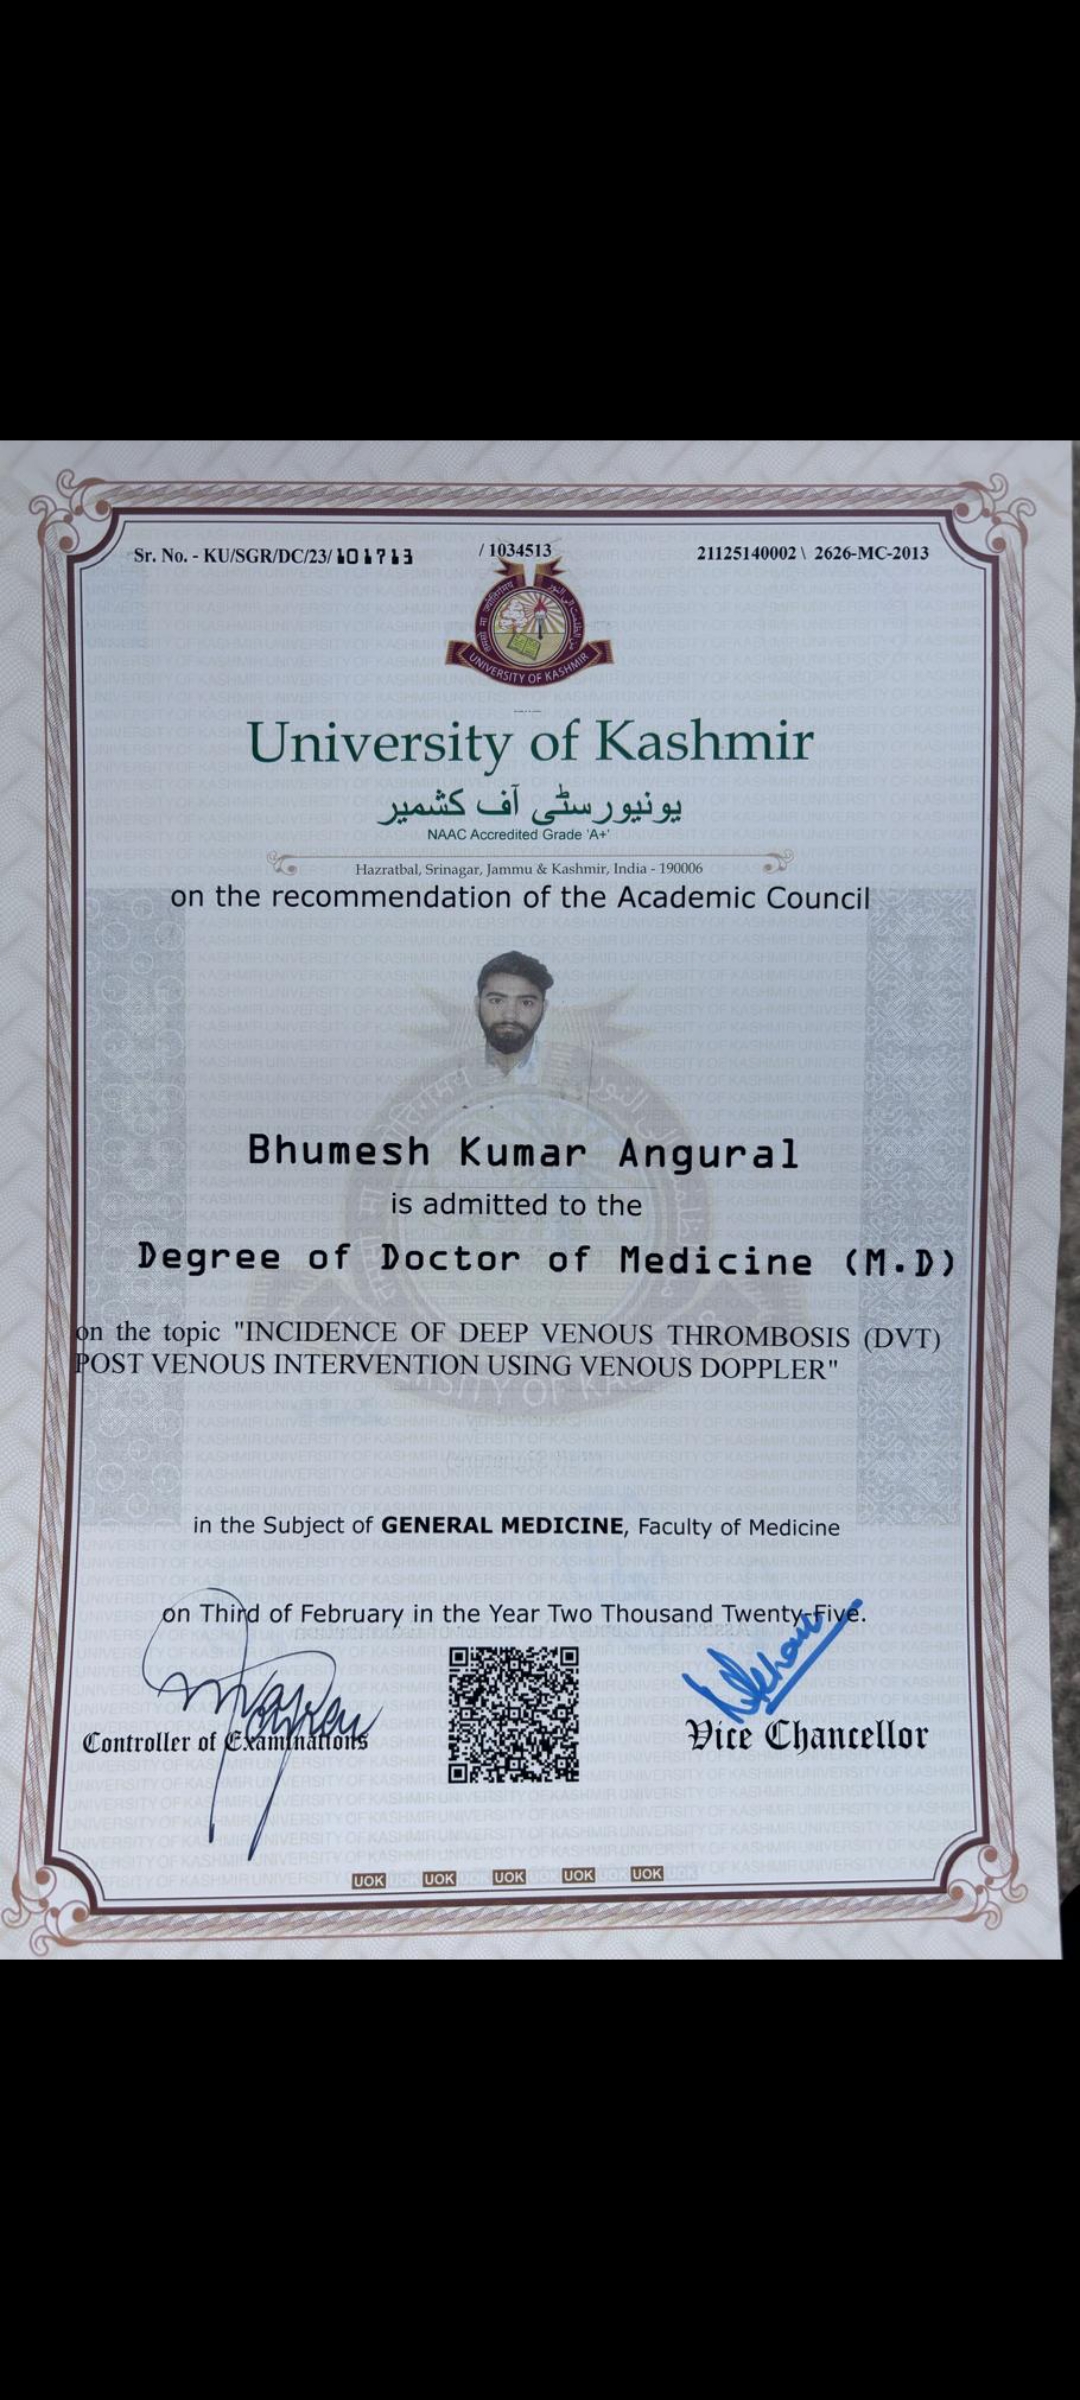 Sr. No. - KU/SGR/DC/23/101713 / 1034513 21125140002 \ 2626-MC-2013
UNIVERSITY OF KASHMIR
University of Kashmir
یونیورسٹی آف کشمیر
NAAC Accredited Grade 'A+'
Hazratbal, Srinagar, Jammu & Kashmir, India - 190006
on the recommendation of the Academic Council
Bhumesh Kumar Angural
is admitted to the
Degree of Doctor of Medicine (M.D)
on the topic "INCIDENCE OF DEEP VENOUS THROMBOSIS (DVT)
POST VENOUS INTERVENTION USING VENOUS DOPPLER"
in the Subject of GENERAL MEDICINE, Faculty of Medicine
on Third of February in the Year Two Thousand Twenty-Five.
Controller of Examinations
Vice Chancellor
UOK UOK UOK UOK UOK